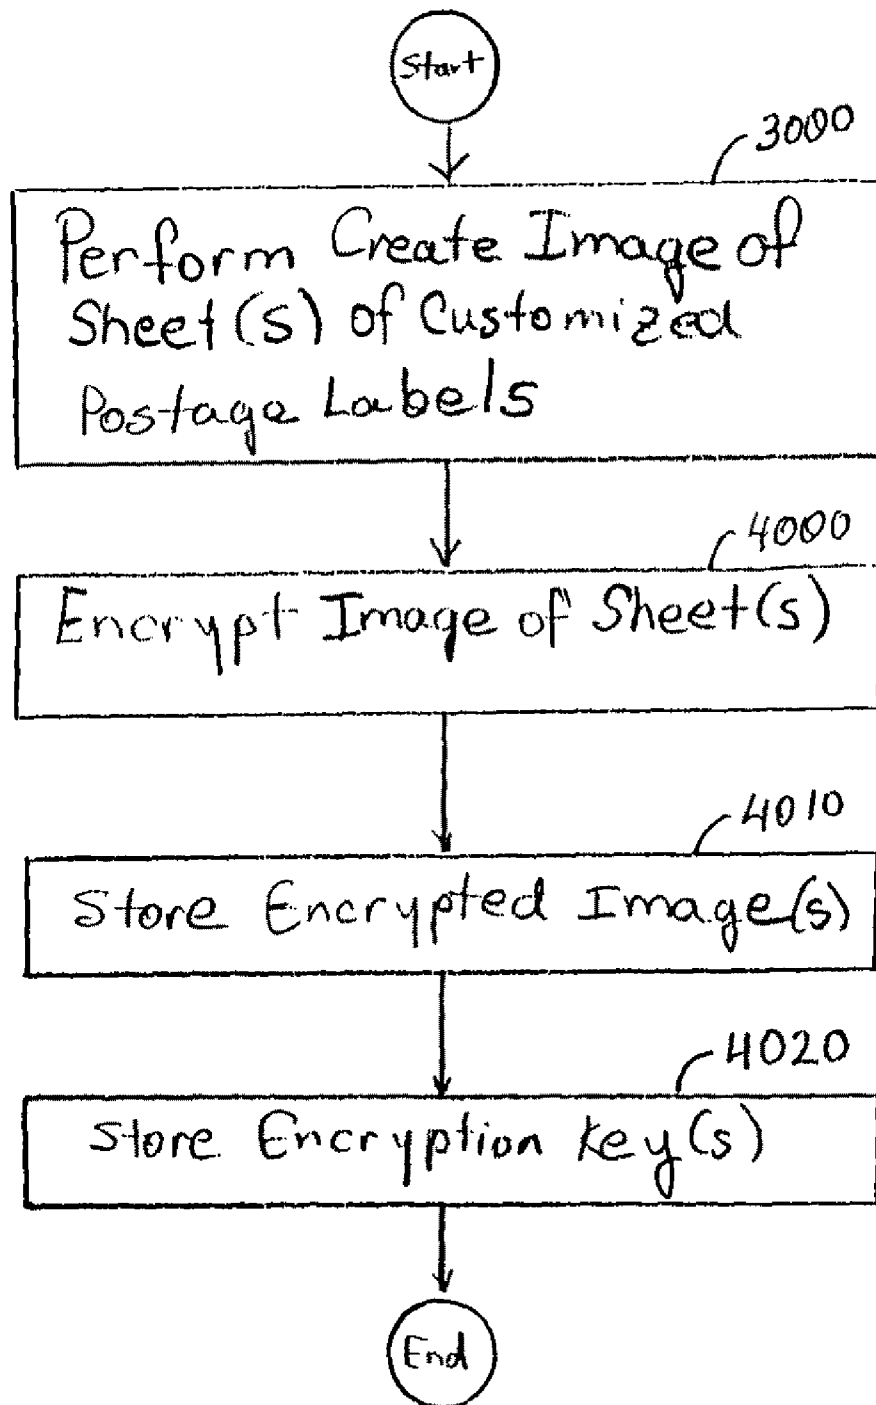 Start
3000
Perform Create Image of
Sheet(s) of Customized
Postage Labels
4000
Encrypt Image of Sheet(s)
4010
Store Encrypted Image(s)
4020
Store Encryption Key(s)
End